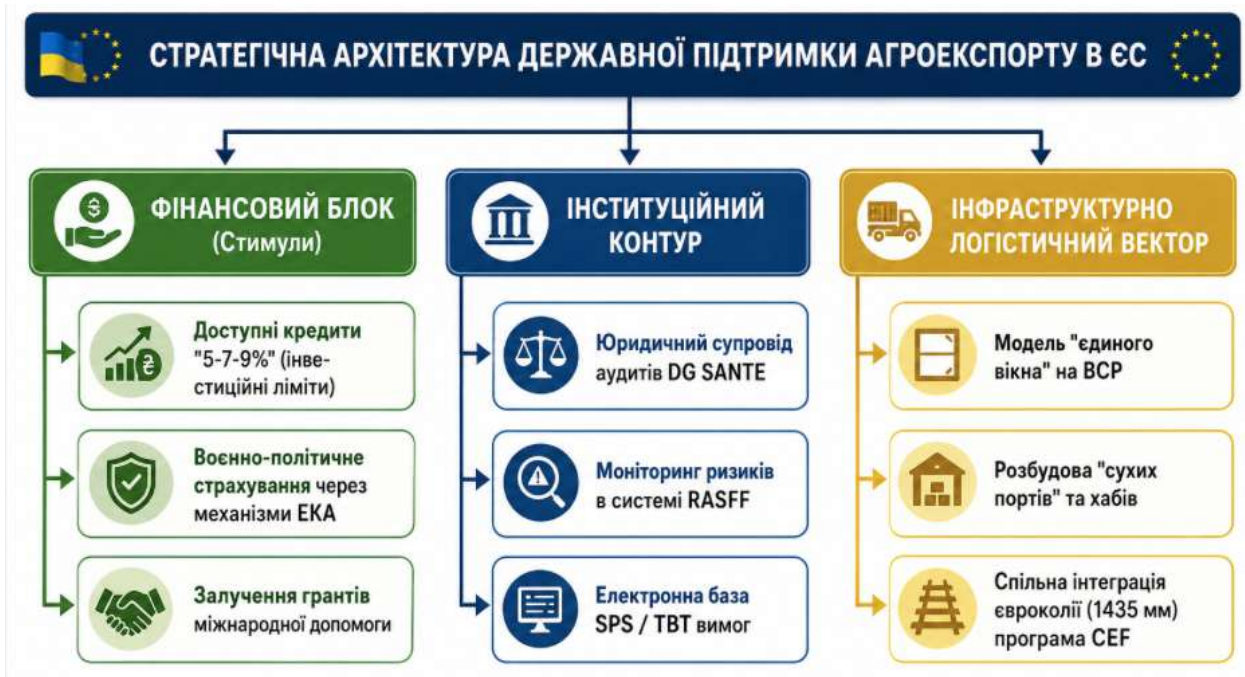 СТРАТЕГІЧНА АРХІТЕКТУРА ДЕРЖАВНОЇ ПІДТРИМКИ АГРОЕКСПОРТУ В ЄС
ФІНАНСОВИЙ БЛОК
(Стимули)
Доступні кредити
"5-7-9%" (інве-
стиційні ліміти)
Воєнно-політичне
страхування через
механізми ЕКА
Залучення грантів
міжнародної допомоги
ІНСТИТУЦІЙНИЙ
КОНТУР
Юридичний супровід
аудитів DG SANTE
Моніторинг ризиків
в системі RASFF
Електронна база
SPS / TBT вимог
ІНФРАСТРУКТУРНО
ЛОГІСТИЧНИЙ ВЕКТОР
Модель "єдиного
вікна" на ВСР
Розбудова "сухих
портів" та хабів
Спільна інтеграція
євроколії (1435 мм)
програма CEF